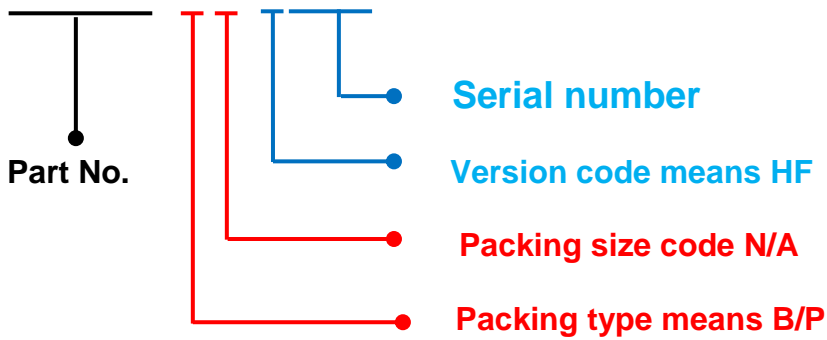 Serial number
Part No.
Version code means HF
Packing size code N/A
Packing type means B/P